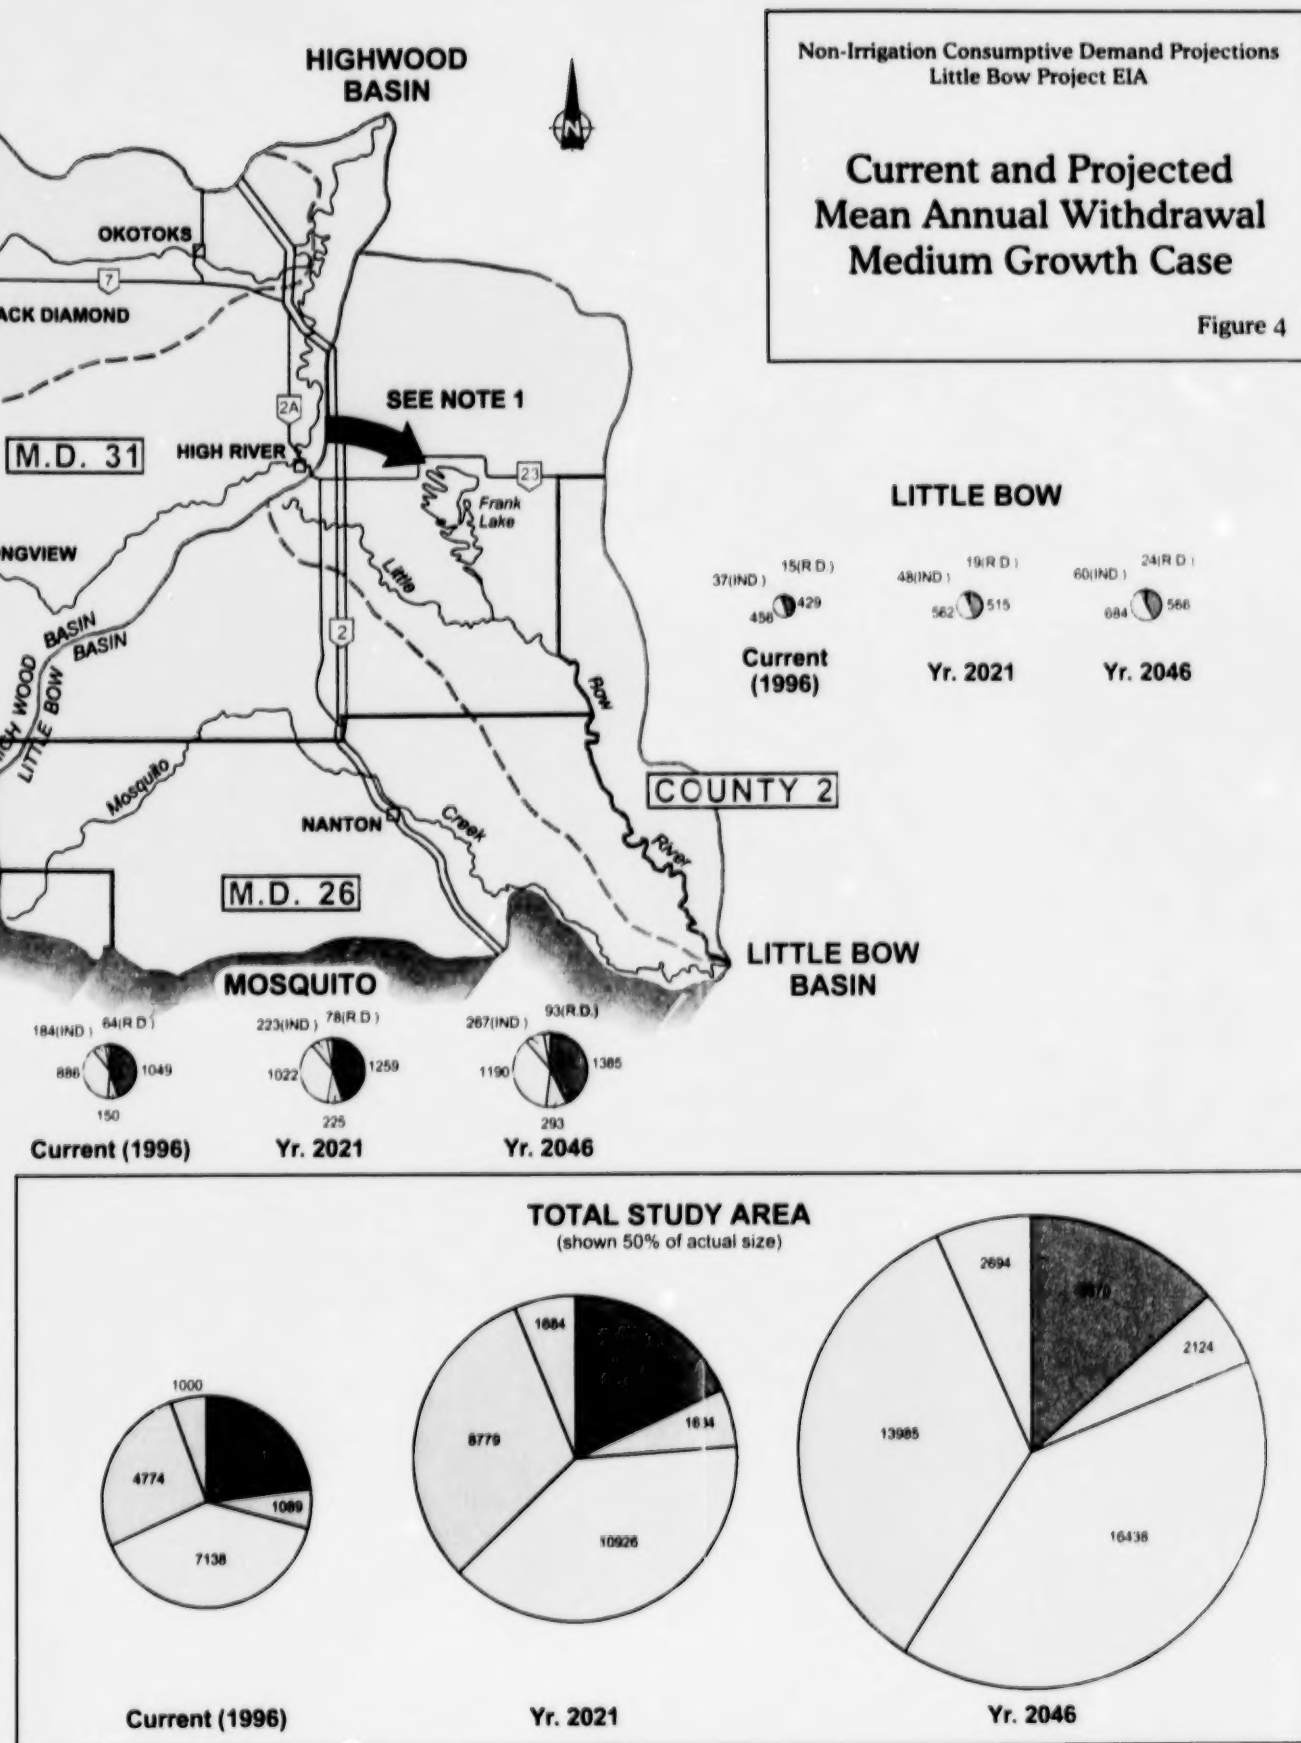 Non-Irrigation Consumptive Demand Projections
Little Bow Project EIA
Current and Projected
Mean Annual Withdrawal
Medium Growth Case
Figure 4
HIGHWOOD
BASIN
N
OKOTOKS
7
ACK DIAMOND
2A
SEE NOTE 1
M.D. 31
HIGH RIVER
23
Frank
Lake
NGVIEW
Little
BASIN
BASIN
2
WOOD
LITTLE BOW
Bow
Mosquito
NANTON
Creek
River
COUNTY 2
M.D. 26
LITTLE BOW
BASIN
LITTLE BOW
37(IND) 15(R.D.)
456 429
Current
(1996)
48(IND) 19(R.D)
562 515
Yr. 2021
60(IND) 24(R.D)
684 566
Yr. 2046
MOSQUITO
184(IND) 64(R.D)
886 1049
150
Current (1996)
223(IND) 78(R.D)
1022 1259
225
Yr. 2021
267(IND) 93(R.D.)
1190 1385
293
Yr. 2046
TOTAL STUDY AREA
(shown 50% of actual size)
1000
4774
1089
7138
Current (1996)
1684
8779
10926
Yr. 2021
2694
2124
13985
16438
Yr. 2046